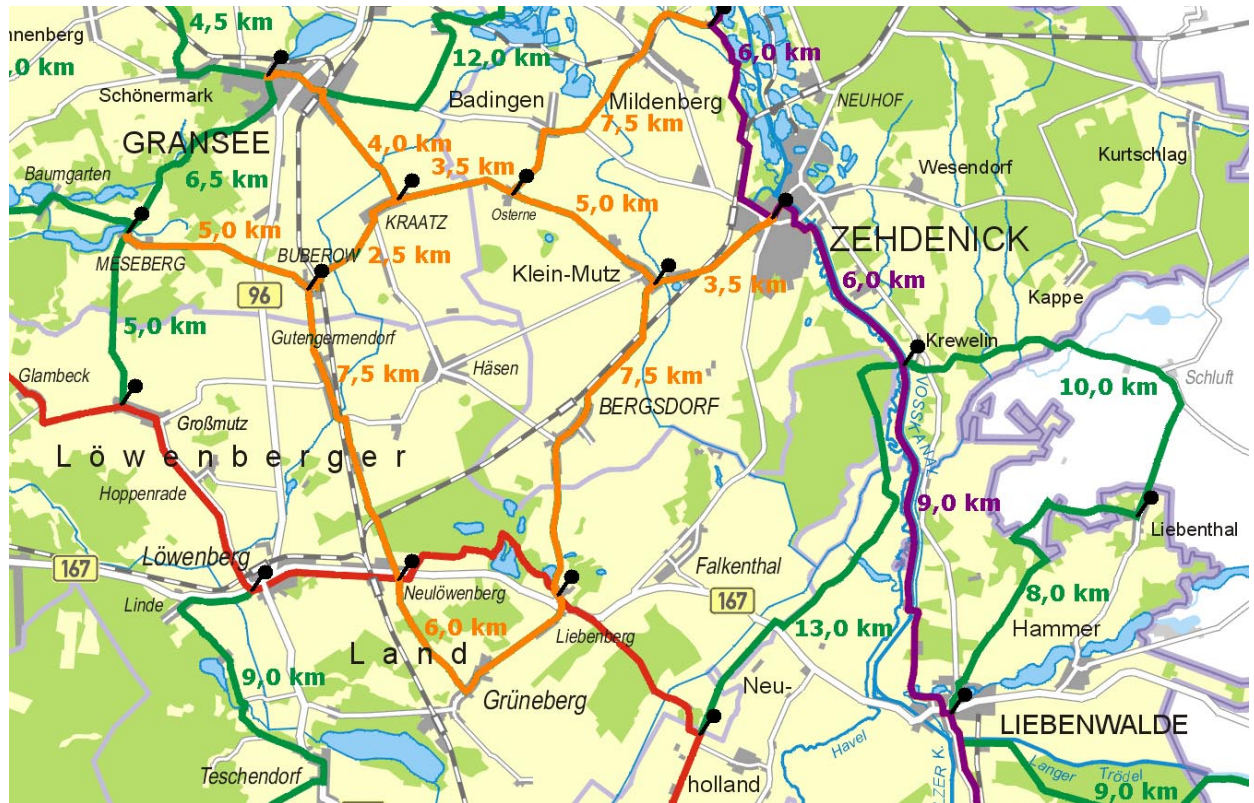 4,5 km
nnenberg
,0 km
12,0 km
6,0 km
Schönermark
Badingen
Mildenberg
NEUHOF
7,5 km
GRANSEE
4,0 km
3,5 km
Kurtschlag
Baumgarten
6,5 km
Wesendorf
5,0 km
5,0 km
KRAATZ
Osterne
ZEHDENICK
MESEBERG
BUBEROW
2,5 km
Klein-Mutz
3,5 km
6,0 km
96
Kappe
5,0 km
Gutengermendorf
Krewelin
Glambeck
7,5 km
Häsen
7,5 km
10,0 km
Schluft
BERGSDORF
VOSSKANAL
Großmutz
Löwenberger
Hoppenrade
9,0 km
Liebenthal
Löwenberg
167
Falkenthal
Linde
Neulöwenberg
167
8,0 km
6,0 km
Liebenberg
13,0 km
Hammer
Land
9,0 km
Grüneberg
Neu-
LIEBENWALDE
Havel
Teschendorf
holland
LZER K.
Langer Trödel
9,0 km